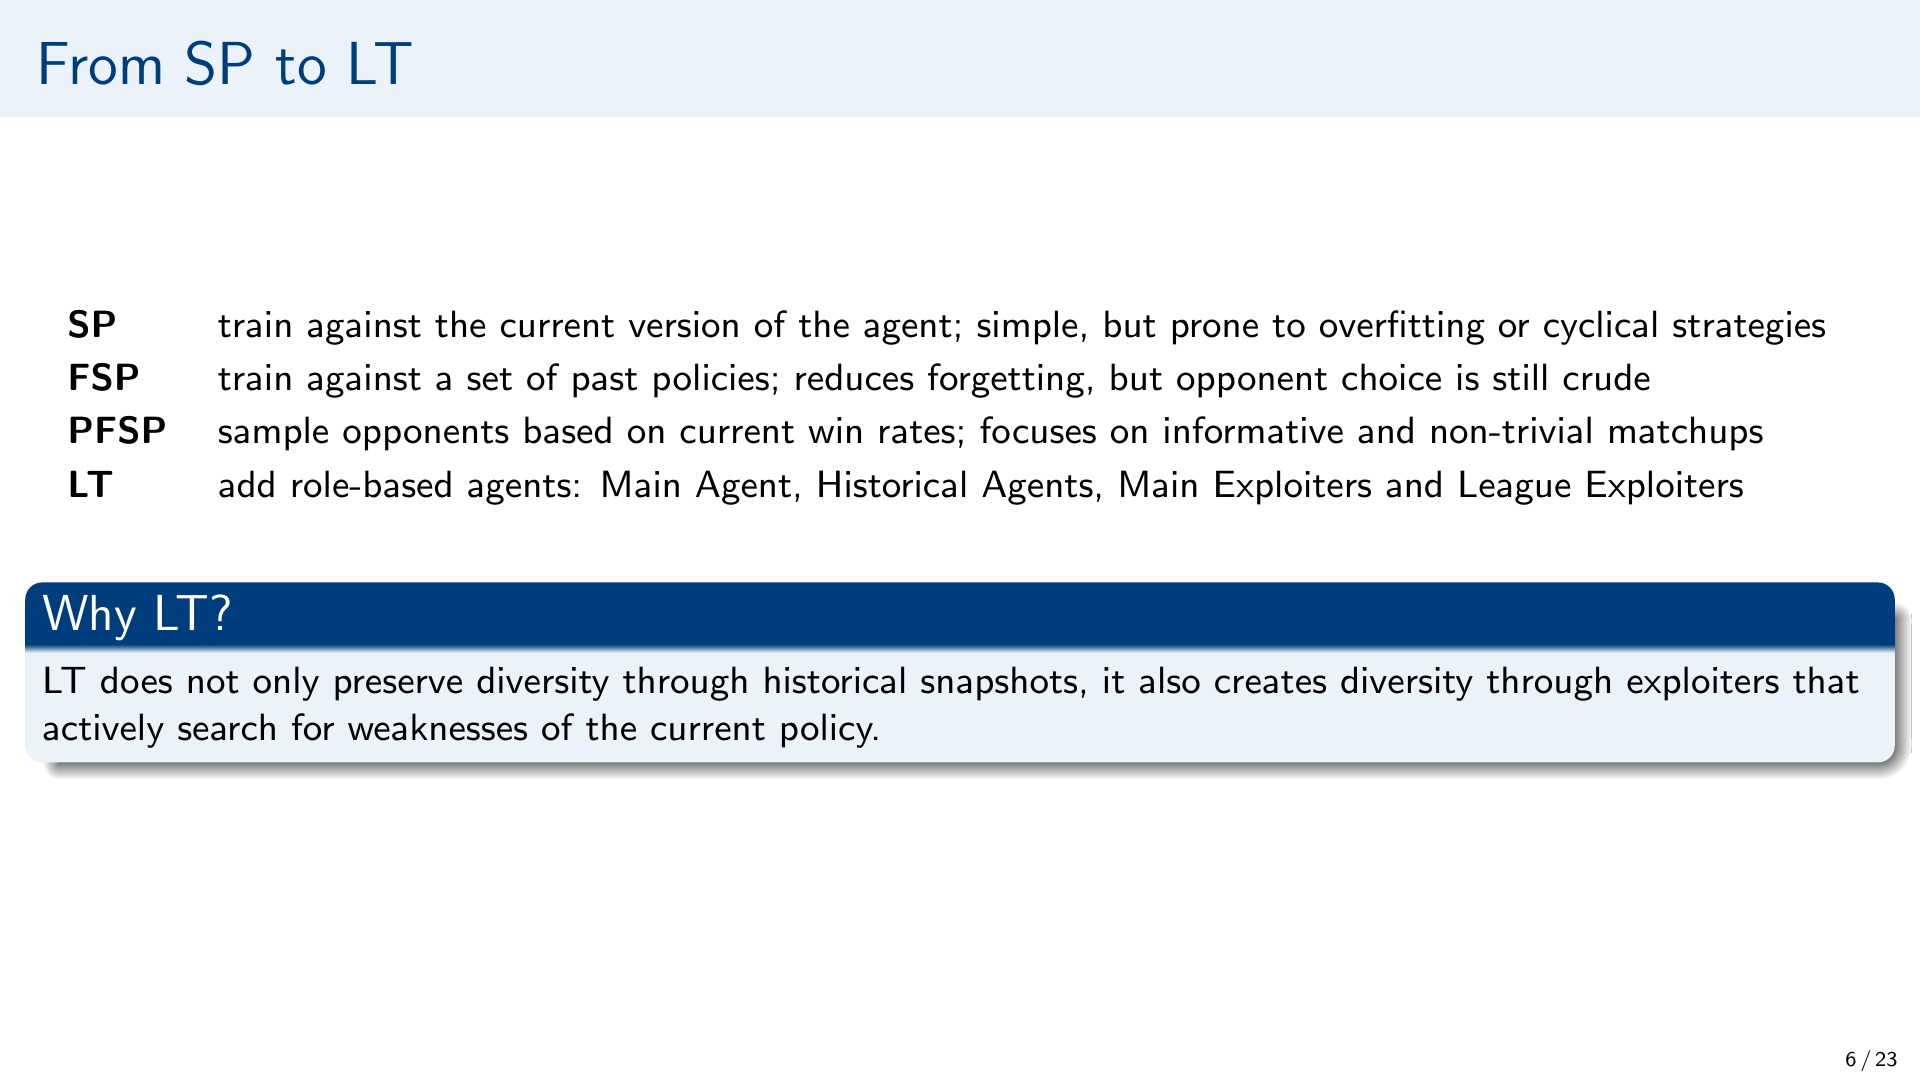 From SP to LT
SP train against the current version of the agent; simple, but prone to overfitting or cyclical strategies
FSP train against a set of past policies; reduces forgetting, but opponent choice is still crude
PFSP sample opponents based on current win rates; focuses on informative and non-trivial matchups
LT add role-based agents: Main Agent, Historical Agents, Main Exploiters and League Exploiters
Why LT?
LT does not only preserve diversity through historical snapshots, it also creates diversity through exploiters that
actively search for weaknesses of the current policy.
6 / 23